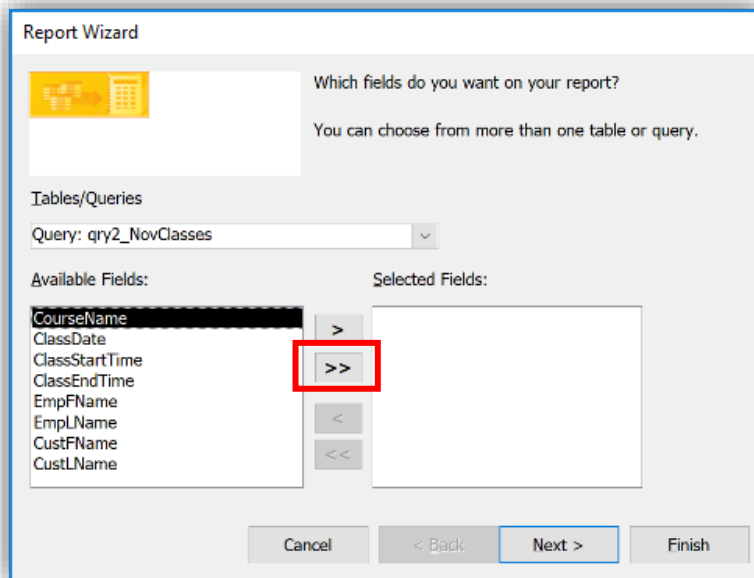 Report Wizard
Which fields do you want on your report?
You can choose from more than one table or query.
Tables/Queries
Query: qry2_NovClasses
Available Fields:
Selected Fields:
CourseName
ClassDate
ClassStartTime
ClassEndTime
EmpFName
EmpLName
CustFName
CustLName
>
>>
<
<<
Cancel
< Back
Next >
Finish